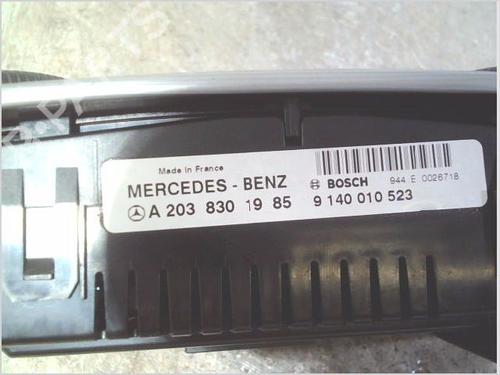 Made in France
MERCEDES - BENZ
BOSCH
944 E 0026718
A 203 830 19 85
9 140 010 523